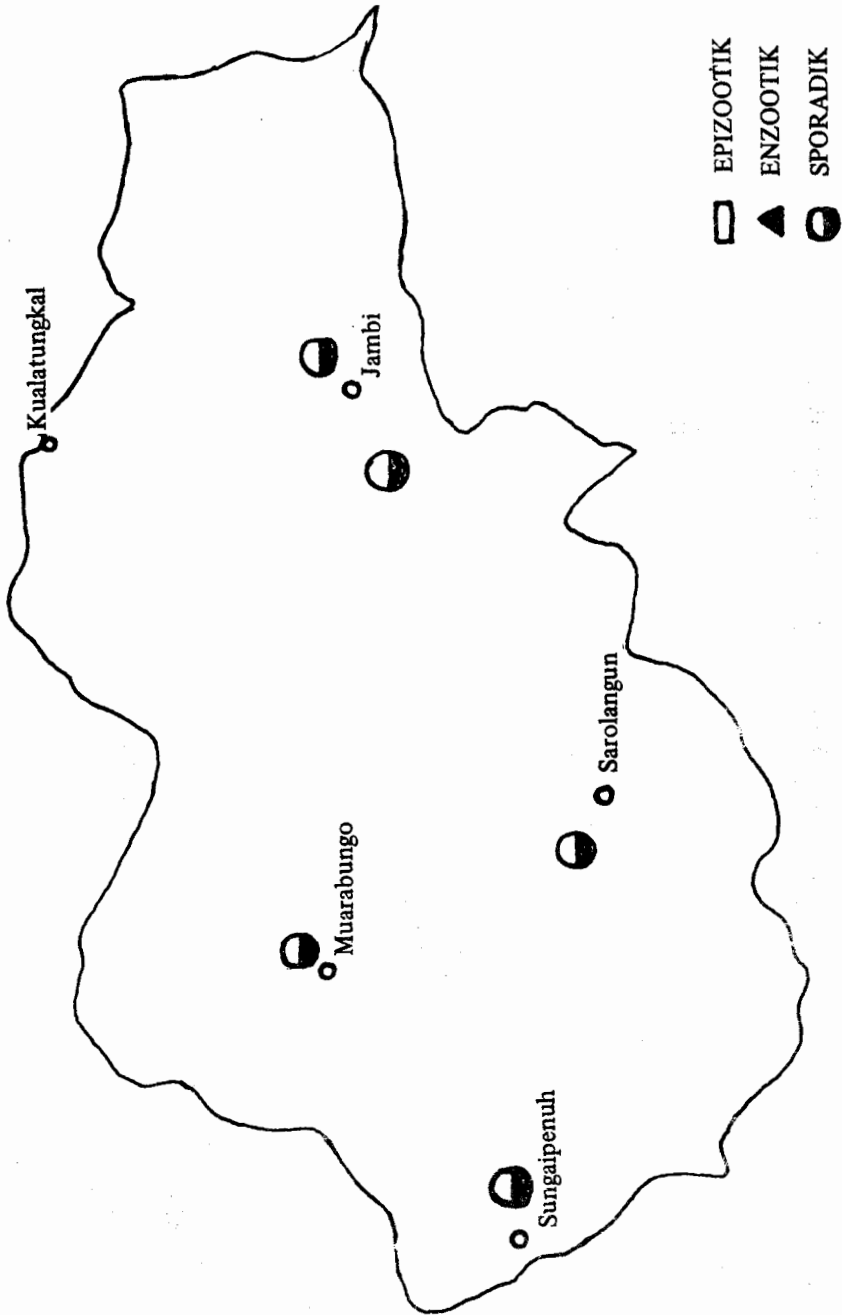 Kualatungkal
Jambi
Muarabungo
Sarolangun
Sungaipenuh
EPIZOOTIK
ENZOOTIK
SPORADIK